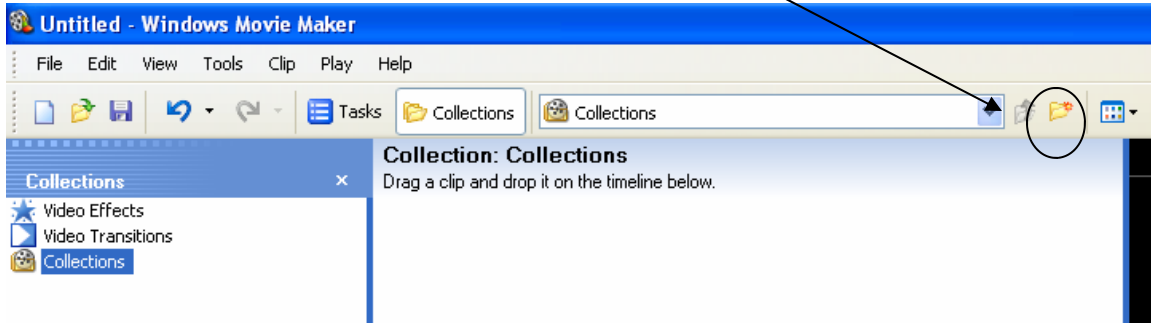 Untitled - Windows Movie Maker
File Edit View Tools Clip Play Help
Tasks Collections Collections
Collections
Video Effects
Video Transitions
Collections
Collection: Collections
Drag a clip and drop it on the timeline below.